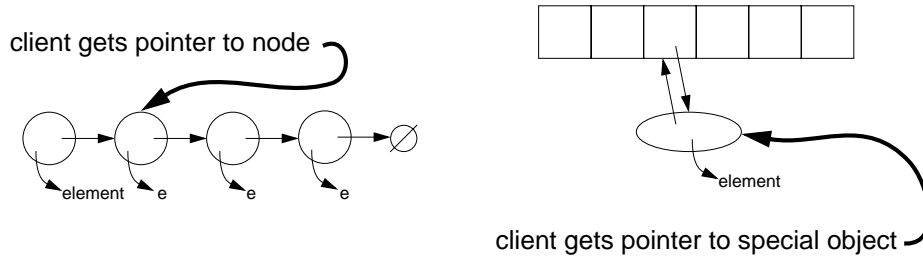 client gets pointer to node
element
e
e
e
element
client gets pointer to special object